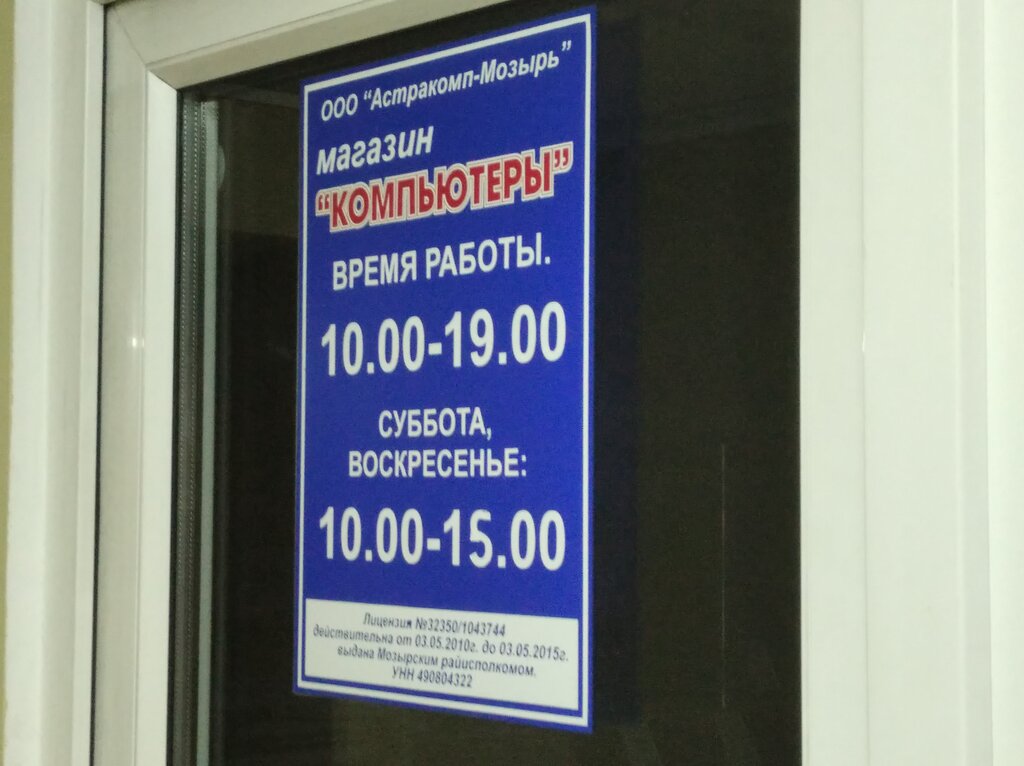 ООО "Астракомп-Мозырь"
магазин
"КОМПЬЮТЕРЫ"
ВРЕМЯ РАБОТЫ.
10.00-19.00
СУББОТА,
ВОСКРЕСЕНЬЕ:
10.00-15.00
Лицензия №32350/1043744
действительна от 03.05.2010г. до 03.05.2015г.
выдана Мозырским райисполкомом.
УНН 490804322